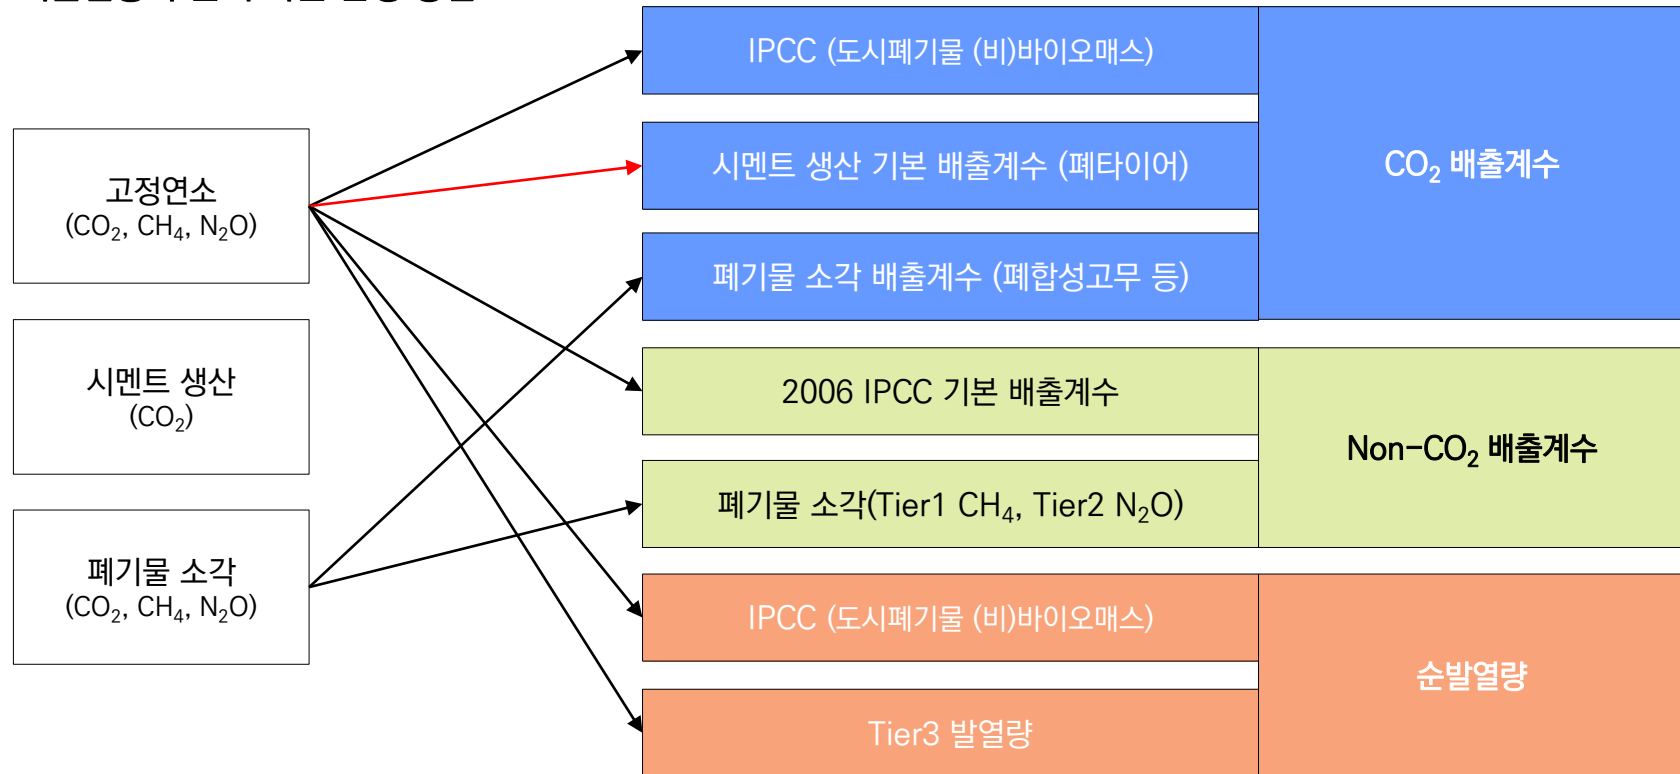 IPCC (도시폐기물 (비)바이오매스)
시멘트 생산 기본 배출계수 (폐타이어)
폐기물 소각 배출계수 (폐합성고무 등)
CO₂ 배출계수
고정연소
(CO₂, CH₄, N₂O)
시멘트 생산
(CO₂)
폐기물 소각
(CO₂, CH₄, N₂O)
2006 IPCC 기본 배출계수
폐기물 소각(Tier1 CH₄, Tier2 N₂O)
Non-CO₂ 배출계수
IPCC (도시폐기물 (비)바이오매스)
Tier3 발열량
순발열량